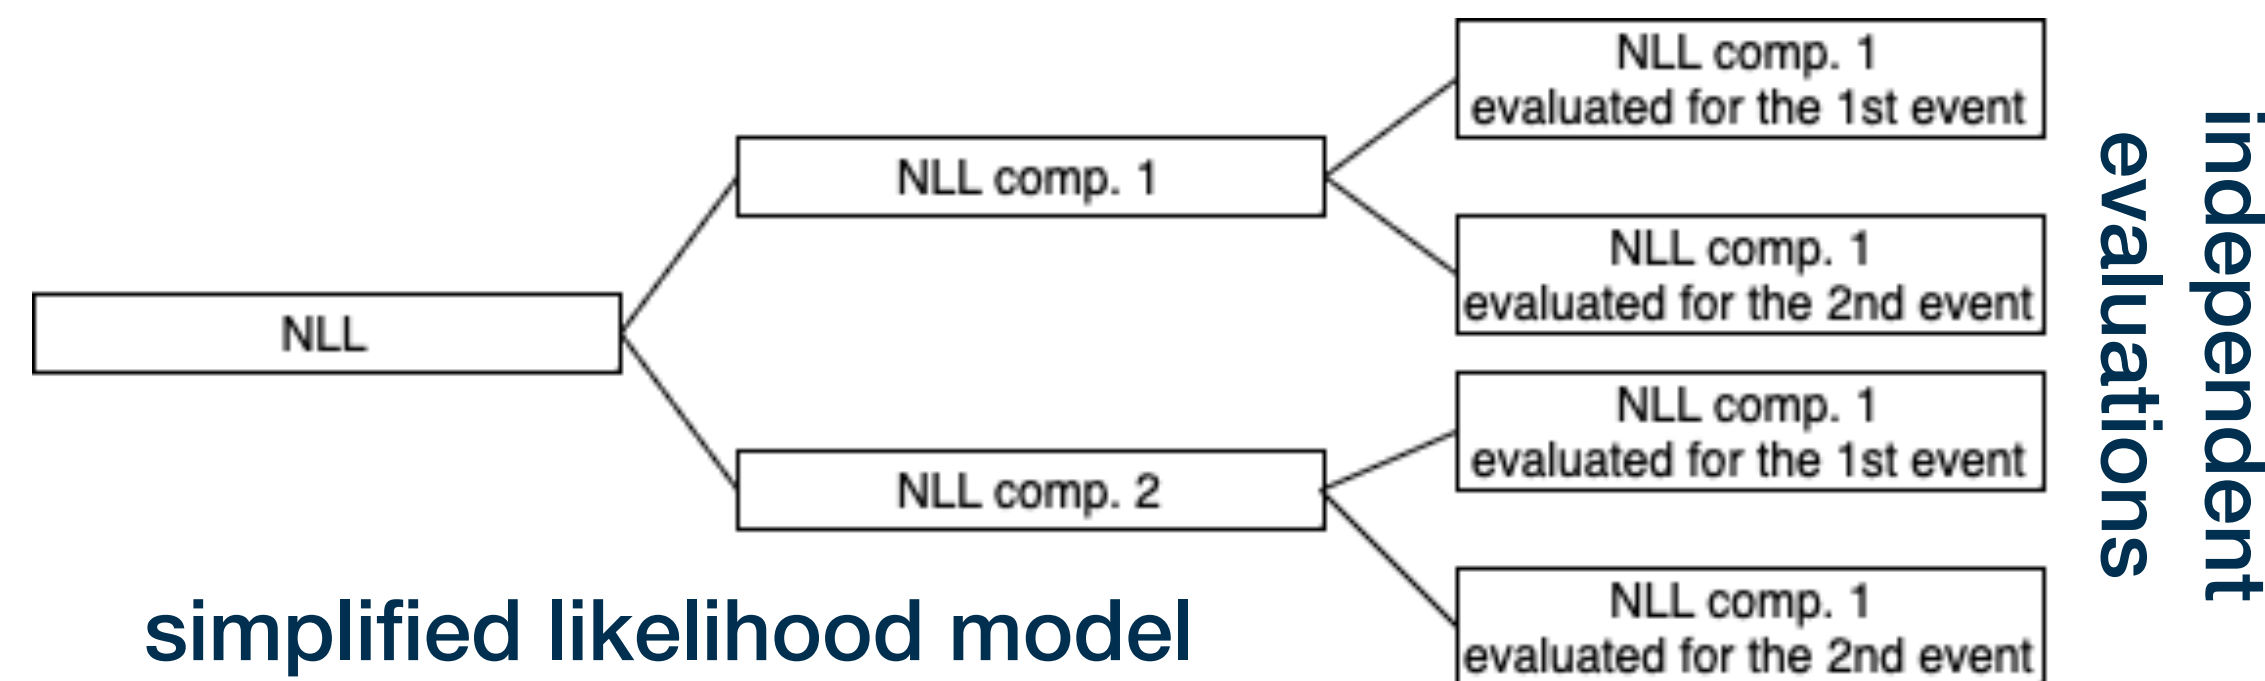 NLL
NLL comp. 1
NLL comp. 2
NLL comp. 1
evaluated for the 1st event
NLL comp. 1
evaluated for the 2nd event
NLL comp. 1
evaluated for the 1st event
NLL comp. 1
evaluated for the 2nd event
independent
evaluations
simplified likelihood model